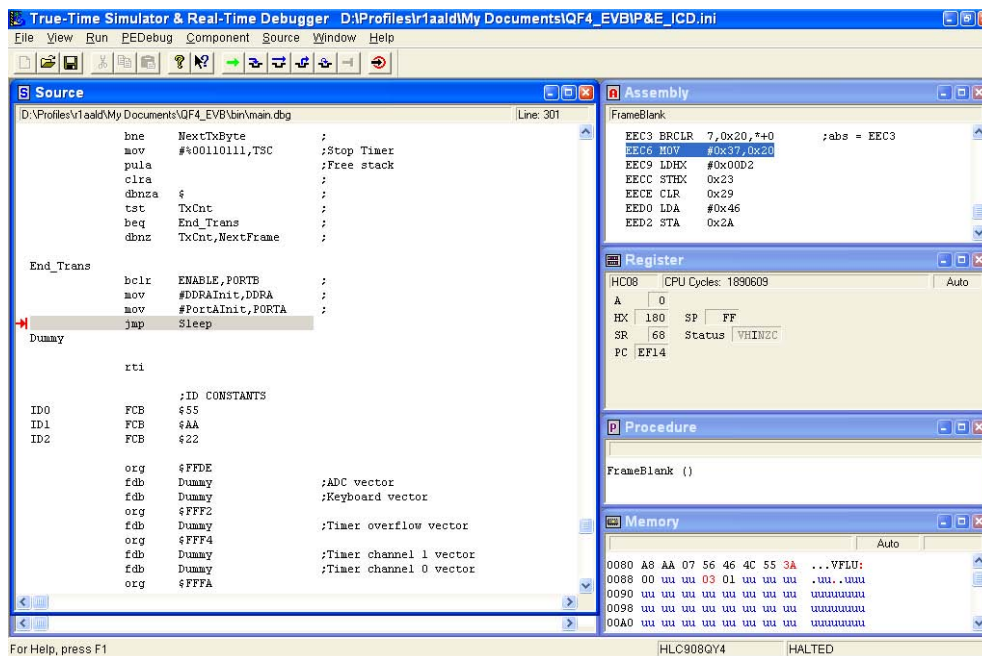 True-Time Simulator & Real-Time Debugger D:\Profiles\r1aald\My Documents\QF4_EVB\P&E_ICD.ini
File View Run PEDebug Component Source Window Help
Source
D:\Profiles\r1aald\My Documents\QF4_EVB\bin\main.dbg Line: 301
bne NextTxByte ;
mov #%00110111,TSC ;Stop Timer
pula ;Free stack
clra ;
dbnza $ ;
tst TxCnt ;
beq End_Trans ;
dbnz TxCnt,NextFrame ;
End_Trans
bclr ENABLE,PORTB ;
mov #DDRAInit,DDRA ;
mov #PortAInit,PORTA ;
jmp Sleep
Dummy
rti
;ID CONSTANTS
ID0 FCB $55
ID1 FCB $AA
ID2 FCB $22
org $FFDE
fdb Dummy ;ADC vector
fdb Dummy ;Keyboard vector
org $FFF2
fdb Dummy ;Timer overflow vector
org $FFF4
fdb Dummy ;Timer channel 1 vector
fdb Dummy ;Timer channel 0 vector
org $FFFA
Assembly
FrameBlank
EEC3 BRCLR 7,0x20,*+0 ;abs = EEC3
EEC6 MOV #0x37,0x20
EEC9 LDHX #0x00D2
EECC STHX 0x23
EECE CLR 0x29
EED0 LDA #0x46
EED2 STA 0x2A
Register
HC08 CPU Cycles: 1890609 Auto
A 0
HX 180 SP FF
SR 68 Status VHINZC
PC EF14
Procedure
FrameBlank ()
Memory
Auto
0080 A8 AA 07 56 46 4C 55 3A ...VFLU:
0088 00 uu uu 03 01 uu uu uu .uu..uuu
0090 uu uu uu uu uu uu uu uu uuuuuuuu
0098 uu uu uu uu uu uu uu uu uuuuuuuu
00A0 uu uu uu uu uu uu uu uu uuuuuuuu
For Help, press F1 HLC908QY4 HALTED